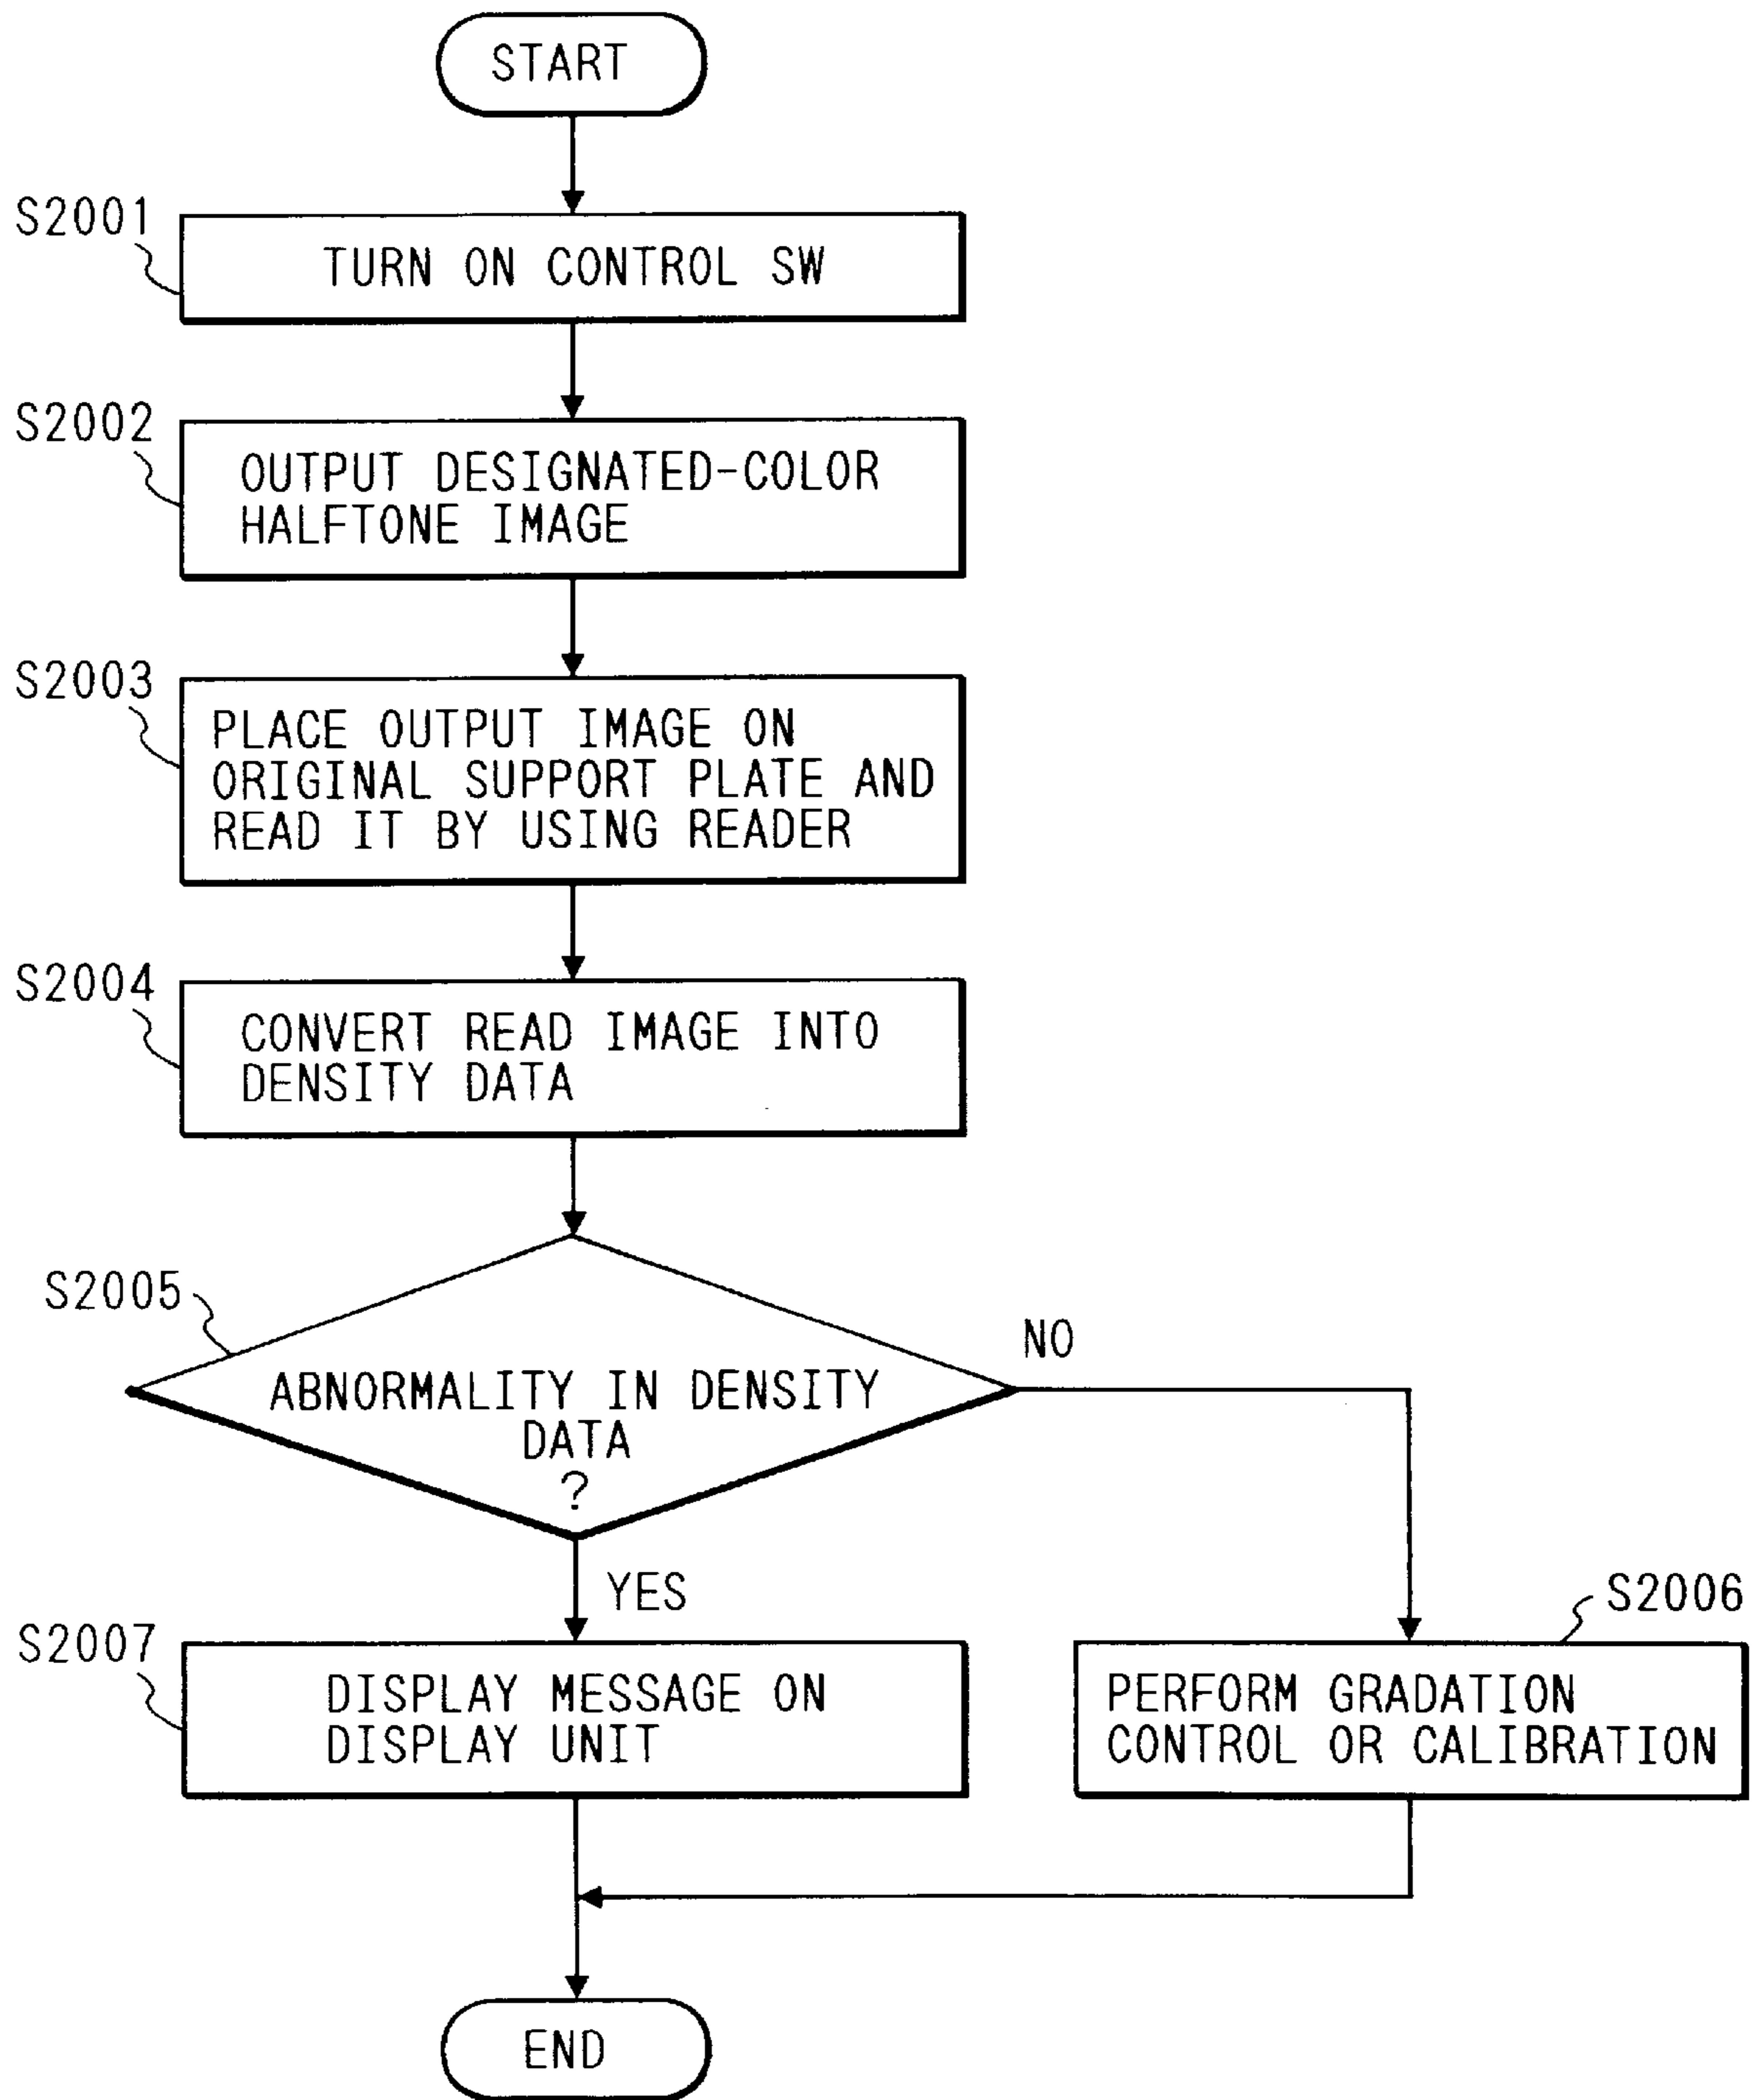 START
S2001
TURN ON CONTROL SW
S2002
OUTPUT DESIGNATED-COLOR
HALFTONE IMAGE
S2003
PLACE OUTPUT IMAGE ON
ORIGINAL SUPPORT PLATE AND
READ IT BY USING READER
S2004
CONVERT READ IMAGE INTO
DENSITY DATA
S2005
ABNORMALITY IN DENSITY
DATA
?
NO
YES
S2007
DISPLAY MESSAGE ON
DISPLAY UNIT
S2006
PERFORM GRADATION
CONTROL OR CALIBRATION
END